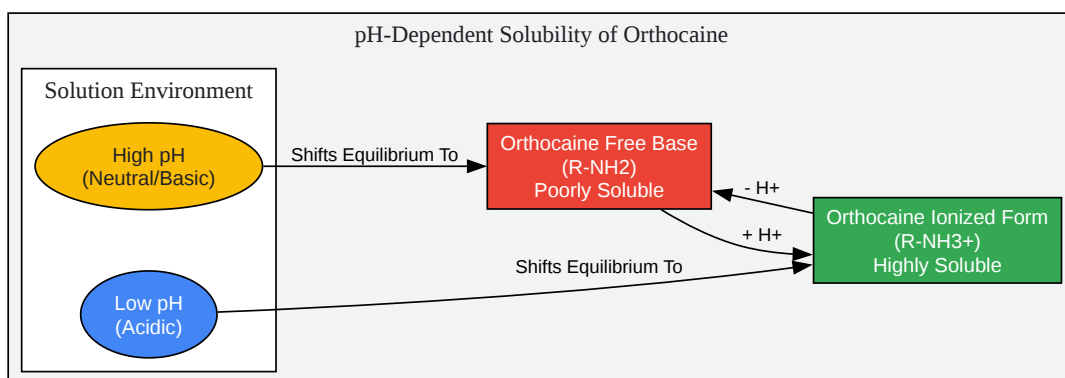 pH-Dependent Solubility of Orthocaine
Solution Environment
High pH
(Neutral/Basic)
Shifts Equilibrium To
Orthocaine Free Base
(R-NH2)
Poorly Soluble
- H+
+ H+
Orthocaine Ionized Form
(R-NH3+)
Highly Soluble
Shifts Equilibrium To
Low pH
(Acidic)